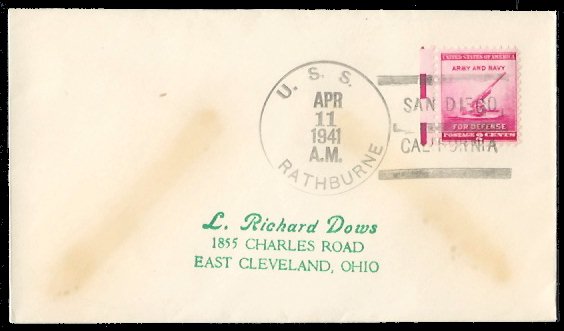 U. S. S.
APR
11
1941
A.M.
RATHBURNE
SAN DIEGO
CALIFORNIA
UNITED STATES OF AMERICA
ARMY AND NAVY
FOR DEFENSE
POSTAGE 2 CENTS
L. Richard Dows
1855 CHARLES ROAD
EAST CLEVELAND, OHIO